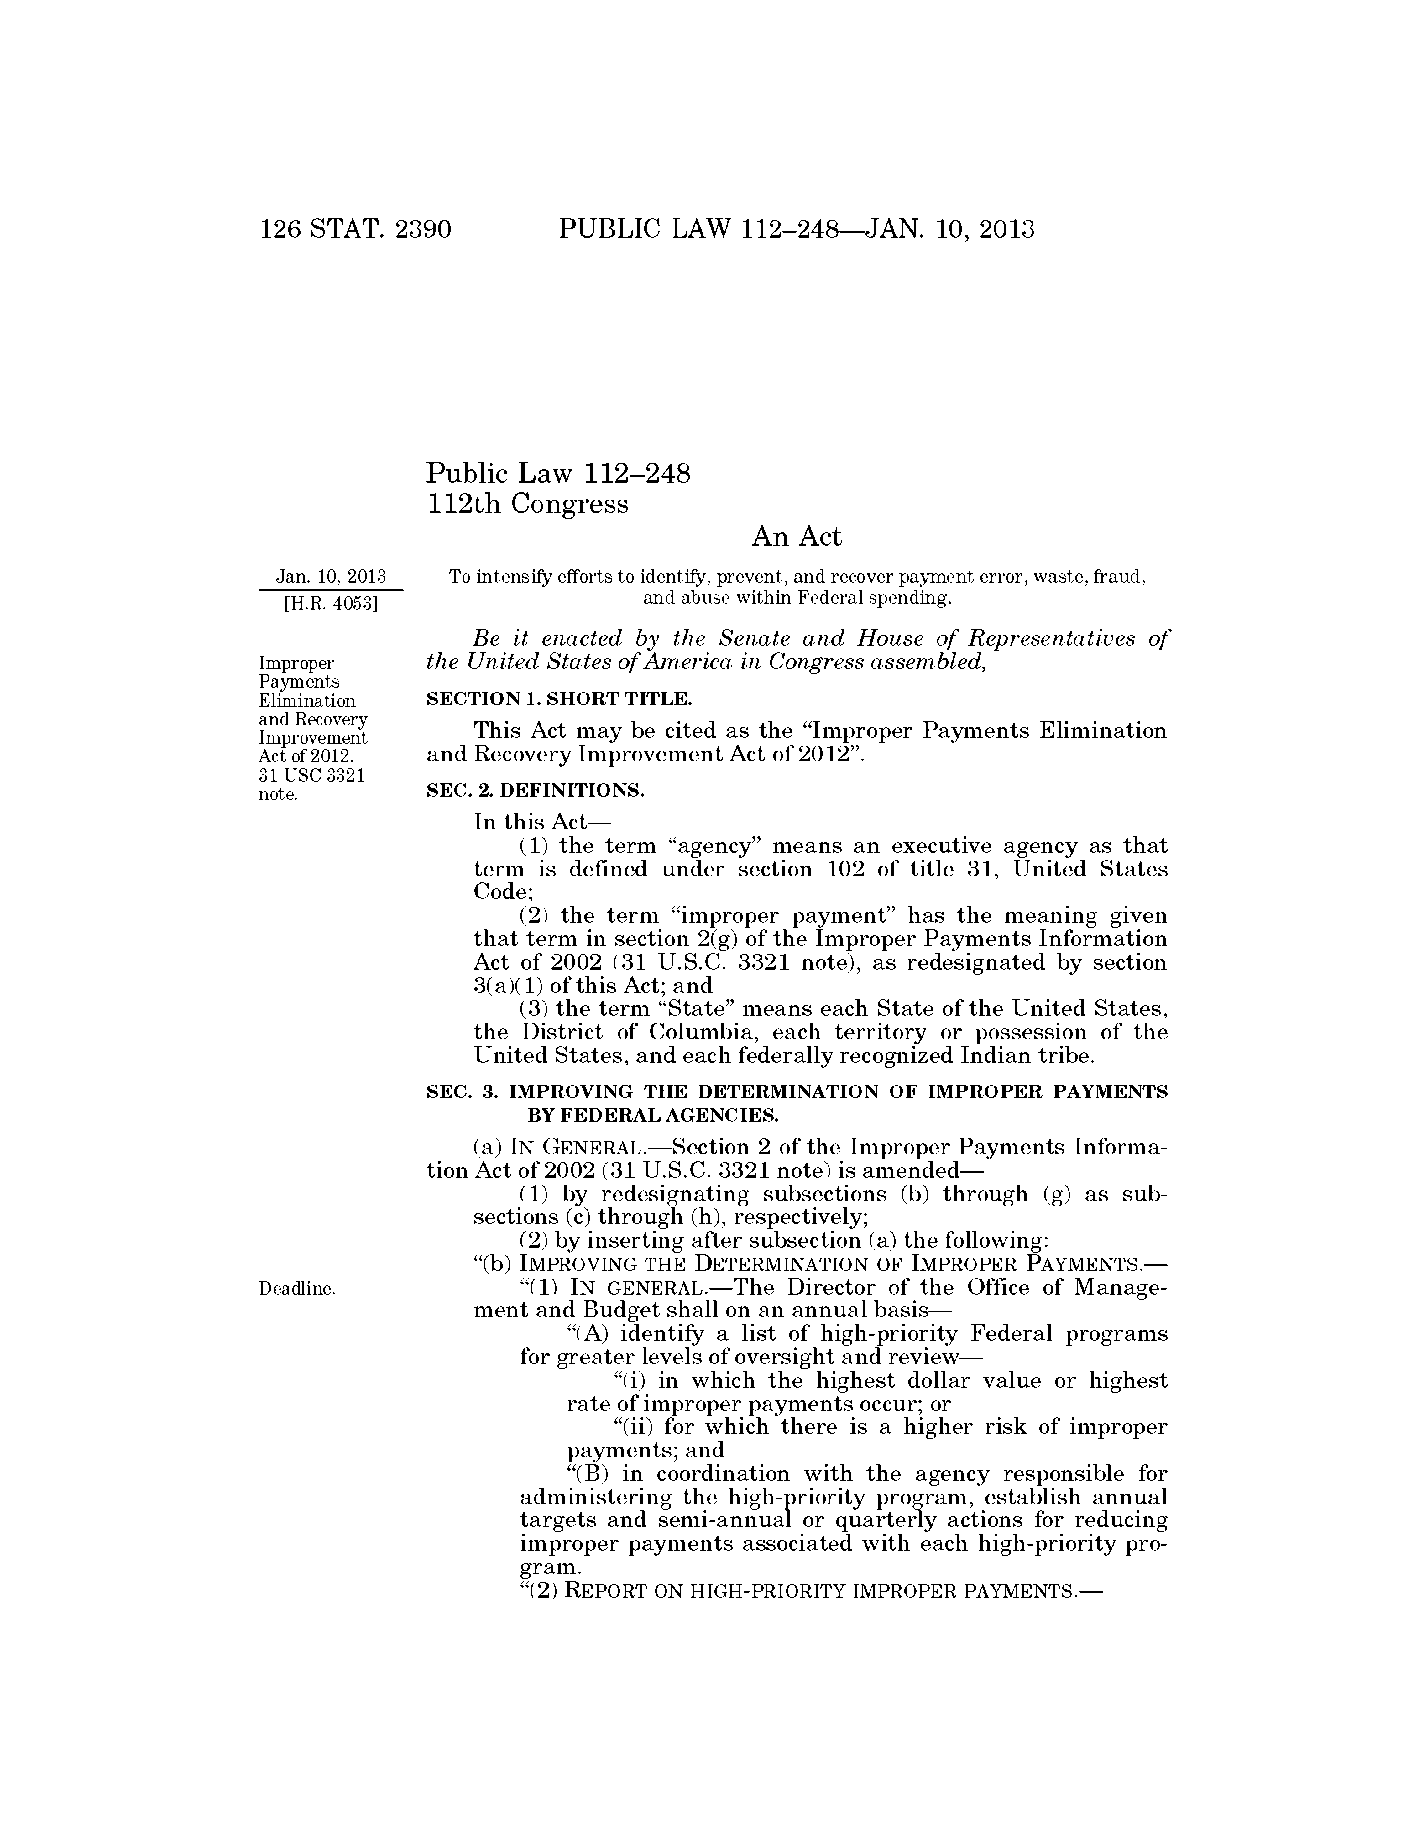 126 STAT. 2390 PUBLIC LAW 112–248—JAN. 10, 2013
Public Law 112–248
112th Congress
An Act
Jan. 10, 2013
[H.R. 4053]
To intensify efforts to identify, prevent, and recover payment error, waste, fraud,
and abuse within Federal spending.
Be it enacted by the Senate and House of Representatives of
the United States of America in Congress assembled,
Improper
Payments
Elimination
and Recovery
Improvement
Act of 2012.
31 USC 3321
note.
SECTION 1. SHORT TITLE.
This Act may be cited as the “Improper Payments Elimination
and Recovery Improvement Act of 2012”.
SEC. 2. DEFINITIONS.
In this Act—
(1) the term “agency” means an executive agency as that
term is defined under section 102 of title 31, United States
Code;
(2) the term “improper payment” has the meaning given
that term in section 2(g) of the Improper Payments Information
Act of 2002 (31 U.S.C. 3321 note), as redesignated by section
3(a)(1) of this Act; and
(3) the term “State” means each State of the United States,
the District of Columbia, each territory or possession of the
United States, and each federally recognized Indian tribe.
SEC. 3. IMPROVING THE DETERMINATION OF IMPROPER PAYMENTS
BY FEDERAL AGENCIES.
(a) IN GENERAL.—Section 2 of the Improper Payments Informa-
tion Act of 2002 (31 U.S.C. 3321 note) is amended—
(1) by redesignating subsections (b) through (g) as sub-
sections (c) through (h), respectively;
(2) by inserting after subsection (a) the following:
“(b) IMPROVING THE DETERMINATION OF IMPROPER PAYMENTS.—
Deadline.
“(1) IN GENERAL.—The Director of the Office of Manage-
ment and Budget shall on an annual basis—
“(A) identify a list of high-priority Federal programs
for greater levels of oversight and review—
“(i) in which the highest dollar value or highest
rate of improper payments occur; or
“(ii) for which there is a higher risk of improper
payments; and
“(B) in coordination with the agency responsible for
administering the high-priority program, establish annual
targets and semi-annual or quarterly actions for reducing
improper payments associated with each high-priority pro-
gram.
“(2) REPORT ON HIGH-PRIORITY IMPROPER PAYMENTS.—